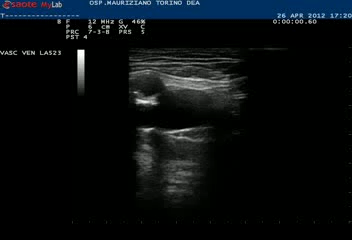 esaote MyLab
OSP.MAURIZIANO TORINO DEA
T
26 APR 2012 17:20
8 F 12 MHz G 46% 0:00:00.60
P 6 cm XV C
PRC 7-3-B PRS 5
PST 4
VASC VEN LA523